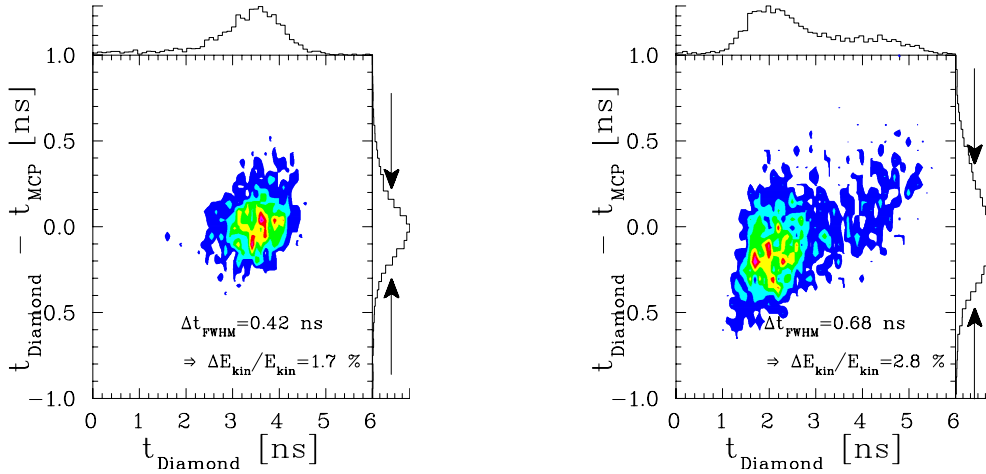 1.0
0.5
0.0
−0.5
−1.0
t_Diamond − t_MCP [ns]
Δt_FWHM=0.42 ns
⇒ ΔE_kin/E_kin=1.7 %
0 1 2 3 4 5 6
t_Diamond [ns]
1.0
0.5
0.0
−0.5
−1.0
t_Diamond − t_MCP [ns]
Δt_FWHM=0.68 ns
⇒ ΔE_kin/E_kin=2.8 %
0 1 2 3 4 5 6
t_Diamond [ns]